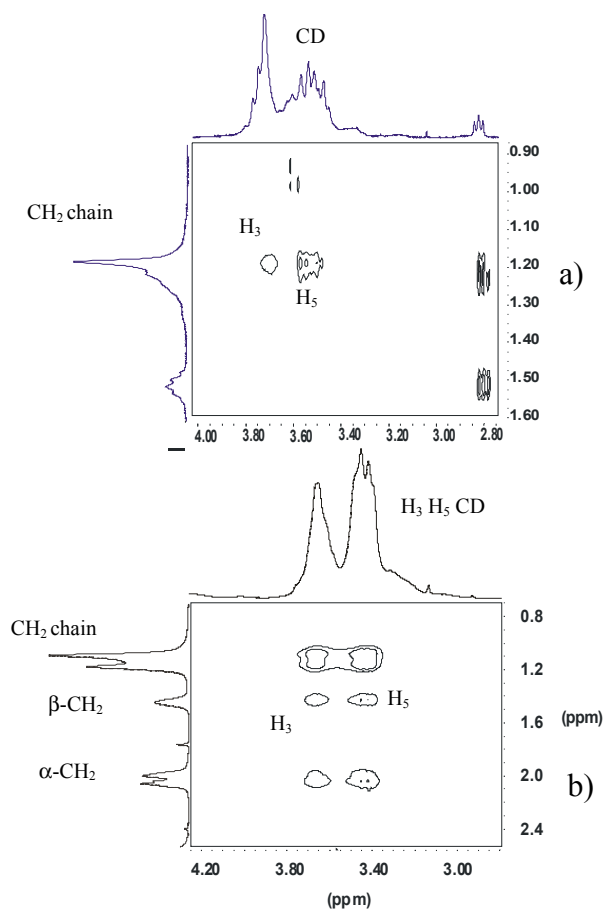 CD
0.90
1.00
CH₂ chain
1.10
H₃
1.20
a)
H₅
1.30
1.40
1.50
1.60
4.00 3.80 3.60 3.40 3.20 3.00 2.80
H₃ H₅ CD
0.8
CH₂ chain
1.2
β-CH₂
H₅
1.6
(ppm)
H₃
α-CH₂
2.0
b)
2.4
4.20 3.80 3.40 3.00
(ppm)